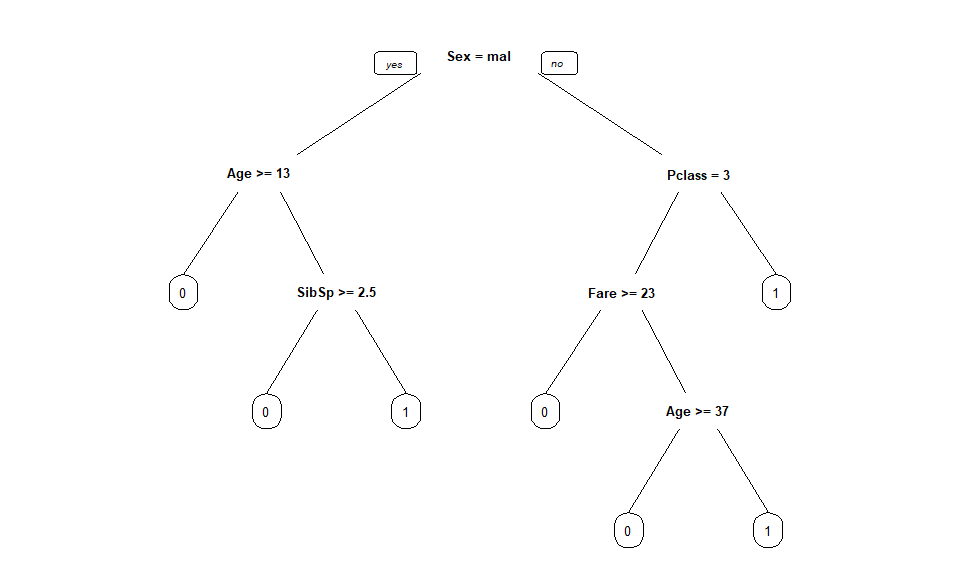 yes
Sex = mal
no
Age >= 13
Pclass = 3
0
SibSp >= 2.5
Fare >= 23
1
0
1
0
Age >= 37
0
1